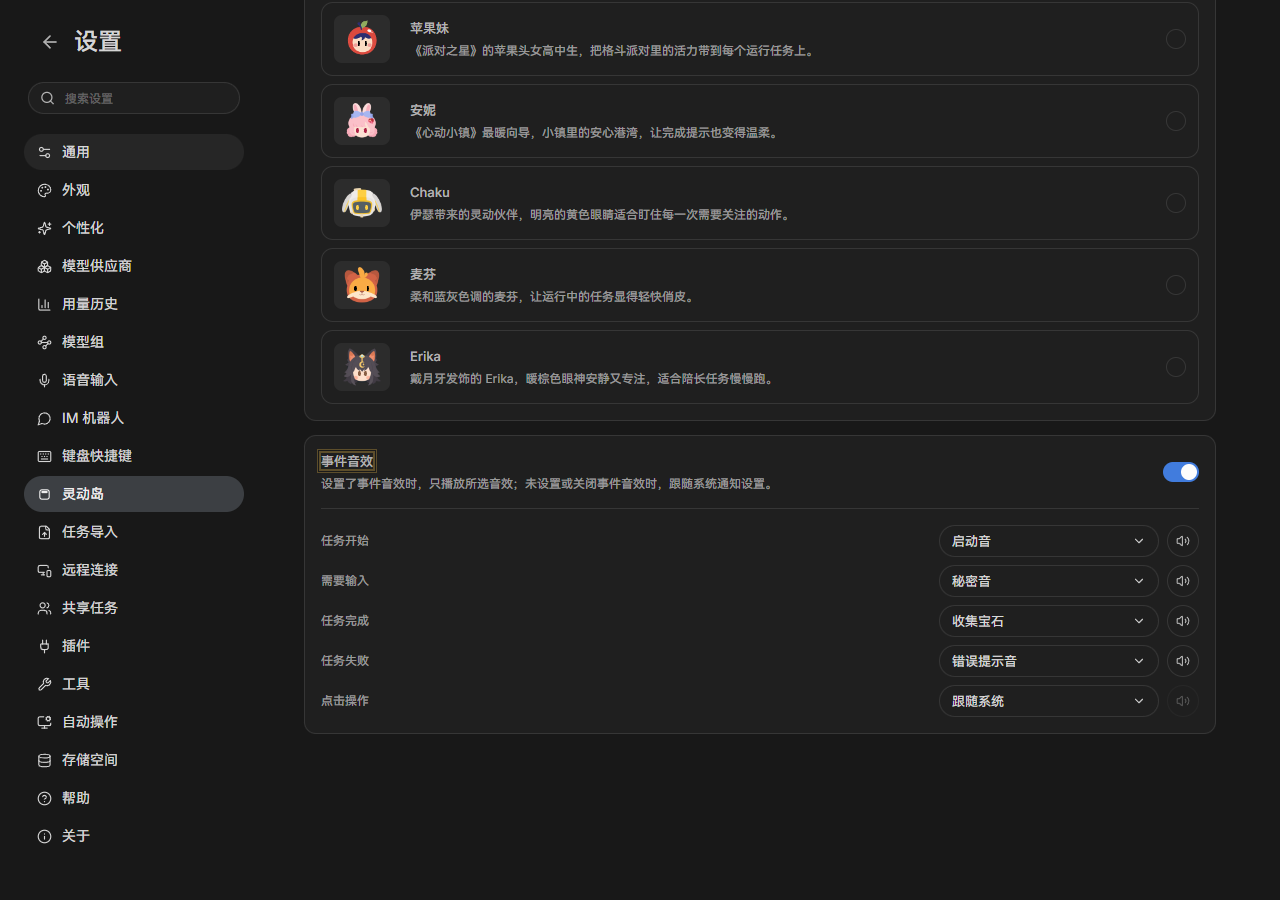 设置
搜索设置
通用
外观
个性化
模型供应商
用量历史
模型组
语音输入
IM 机器人
键盘快捷键
灵动岛
任务导入
远程连接
共享任务
插件
工具
自动操作
存储空间
帮助
关于
苹果妹
《派对之星》的苹果头女高中生，把格斗派对里的活力带到每个运行任务上。
安妮
《心动小镇》最暖向导，小镇里的安心港湾，让完成提示也变得温柔。
Chaku
伊瑟带来的灵动伙伴，明亮的黄色眼睛适合盯住每一次需要关注的动作。
麦芬
柔和蓝灰色调的麦芬，让运行中的任务显得轻快俏皮。
Erika
戴月牙发饰的 Erika，暖棕色眼神安静又专注，适合陪长任务慢慢跑。
事件音效
设置了事件音效时，只播放所选音效；未设置或关闭事件音效时，跟随系统通知设置。
任务开始
启动音
需要输入
秘密音
任务完成
收集宝石
任务失败
错误提示音
点击操作
跟随系统